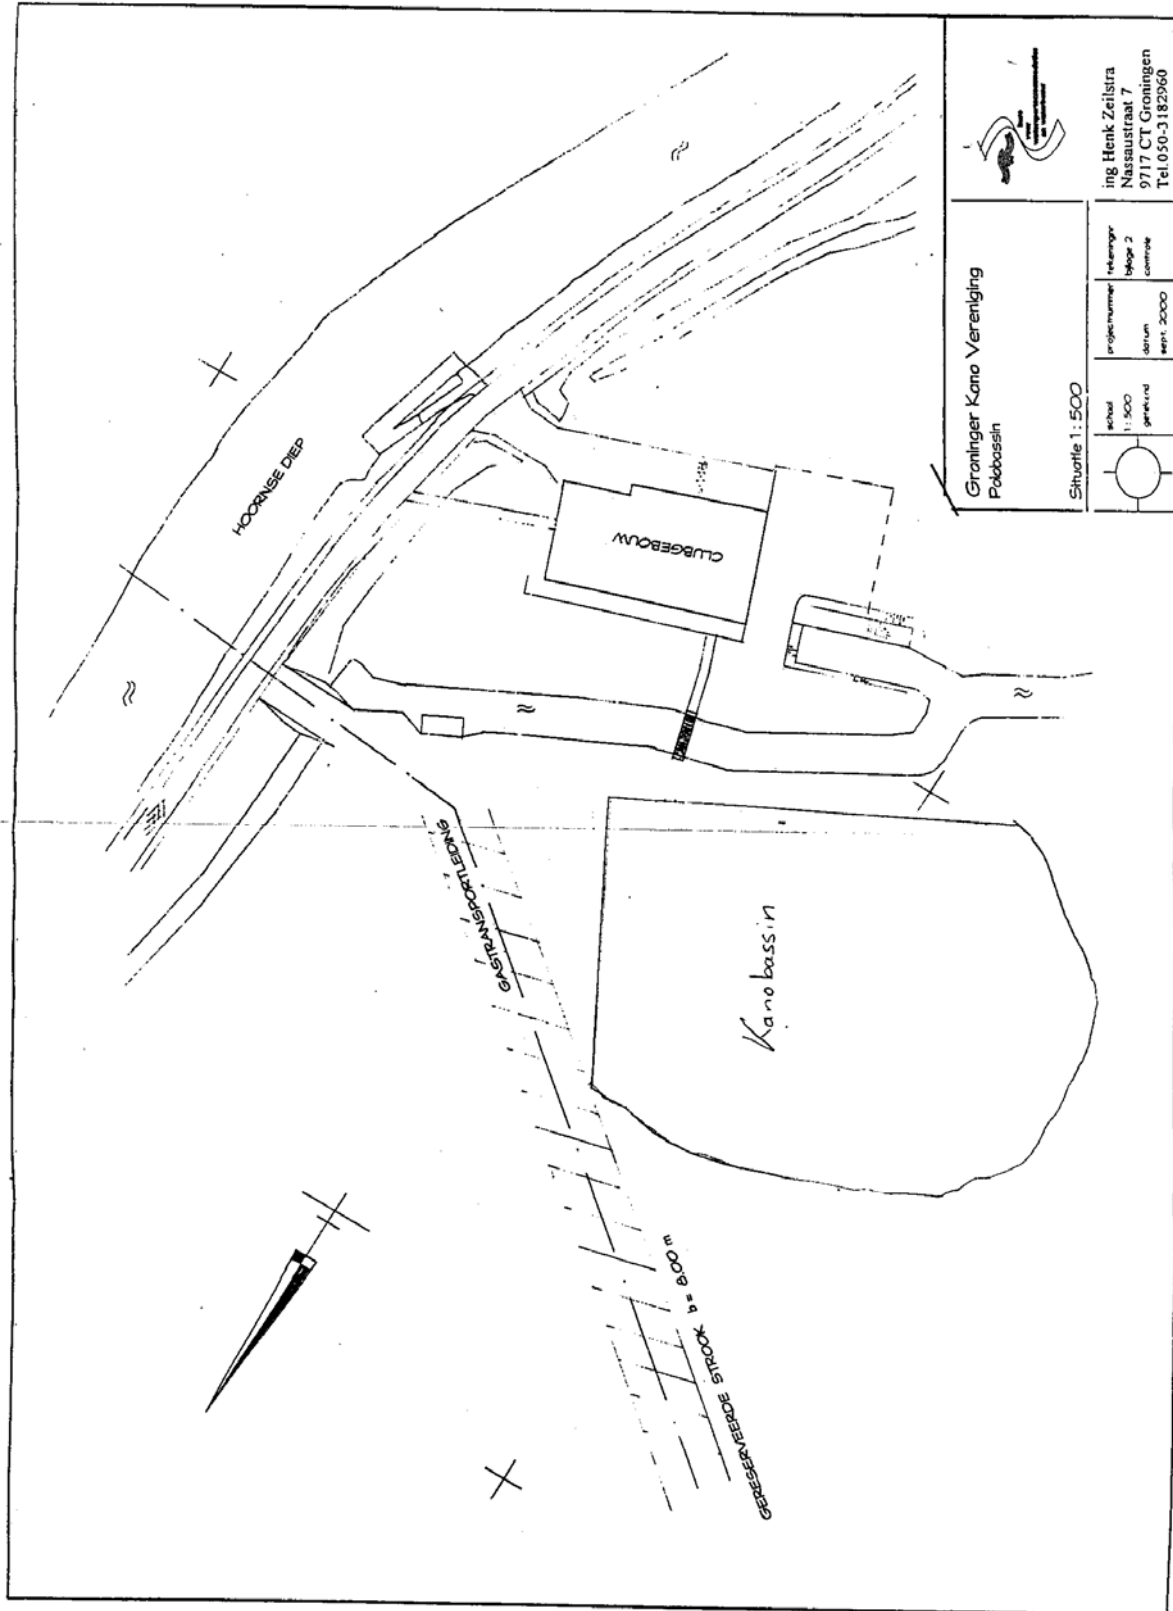 HOORNSE DIEP
CLUBGEBOUW
GASTRANSPORTLEIDING
Kanobassin
GERESERVEERDE STROOK b = 8.00 m
Groninger Kano Vereniging
Polobassin
Situatie 1:500
schaal
1:500
getekend
projectnummer
datum
sept. 2000
tekeningnr
bijlage 2
controle
ing Henk Zeilstra
Nassaustraat 7
9717 CT Groningen
Tel.050-3182960